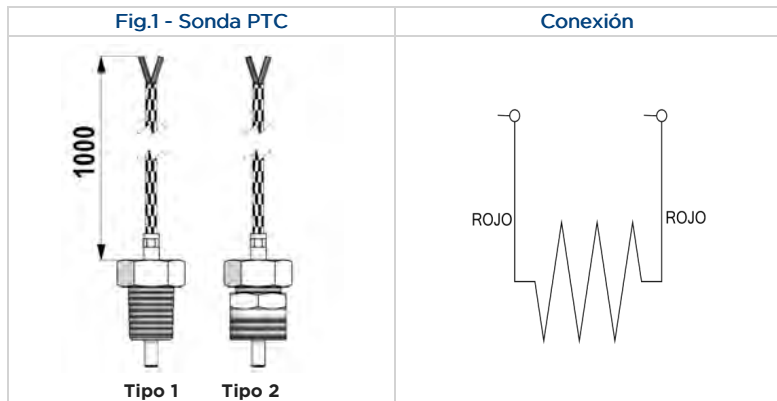 Fig.1 - Sonda PTC
Conexión
1000
ROJO
ROJO
Tipo 1
Tipo 2